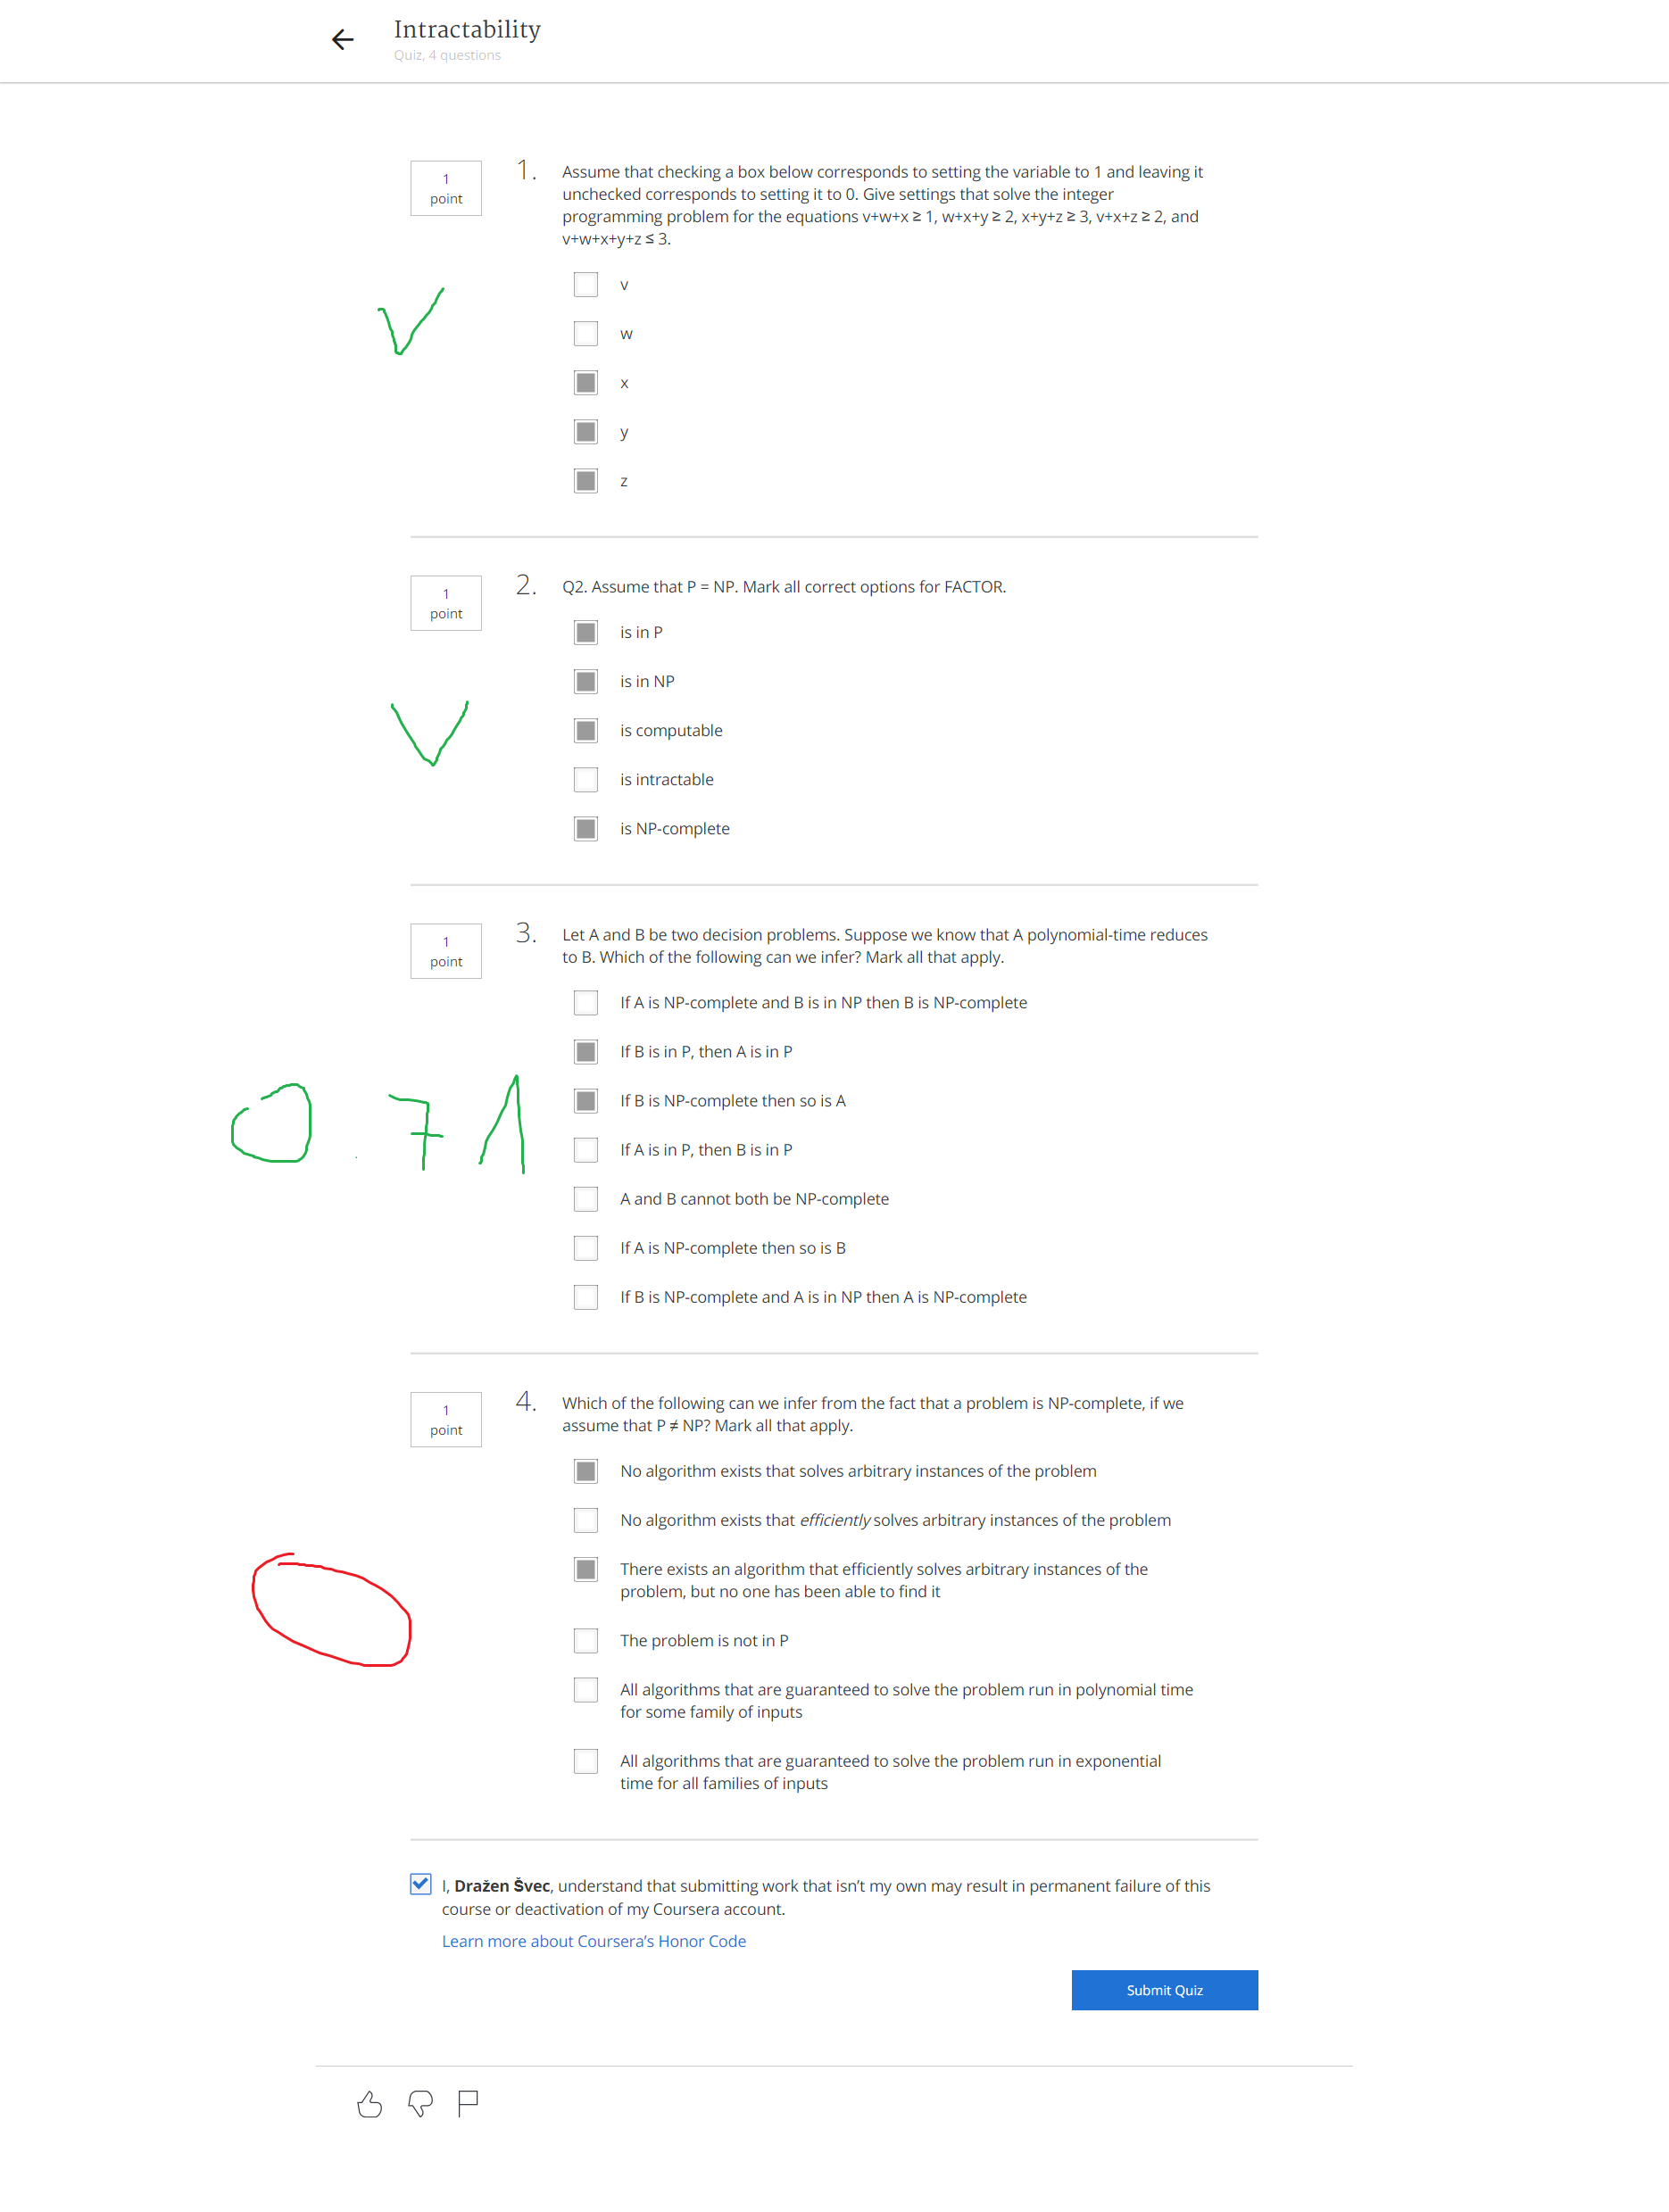 Intractability
Quiz, 4 questions
1
point
1.
Assume that checking a box below corresponds to setting the variable to 1 and leaving it
unchecked corresponds to setting it to 0. Give settings that solve the integer
programming problem for the equations v+w+x ≥ 1, w+x+y ≥ 2, x+y+z ≥ 3, v+x+z ≥ 2, and
v+w+x+y+z ≤ 3.
v
w
x
y
z
1
point
2.
Q2. Assume that P = NP. Mark all correct options for FACTOR.
is in P
is in NP
is computable
is intractable
is NP-complete
1
point
3.
Let A and B be two decision problems. Suppose we know that A polynomial-time reduces
to B. Which of the following can we infer? Mark all that apply.
If A is NP-complete and B is in NP then B is NP-complete
If B is in P, then A is in P
If B is NP-complete then so is A
0.71
If A is in P, then B is in P
A and B cannot both be NP-complete
If A is NP-complete then so is B
If B is NP-complete and A is in NP then A is NP-complete
1
point
4.
Which of the following can we infer from the fact that a problem is NP-complete, if we
assume that P ≠ NP? Mark all that apply.
No algorithm exists that solves arbitrary instances of the problem
No algorithm exists that efficiently solves arbitrary instances of the problem
There exists an algorithm that efficiently solves arbitrary instances of the
problem, but no one has been able to find it
The problem is not in P
All algorithms that are guaranteed to solve the problem run in polynomial time
for some family of inputs
All algorithms that are guaranteed to solve the problem run in exponential
time for all families of inputs
I, Dražen Švec, understand that submitting work that isn't my own may result in permanent failure of this
course or deactivation of my Coursera account.
Learn more about Coursera's Honor Code
Submit Quiz